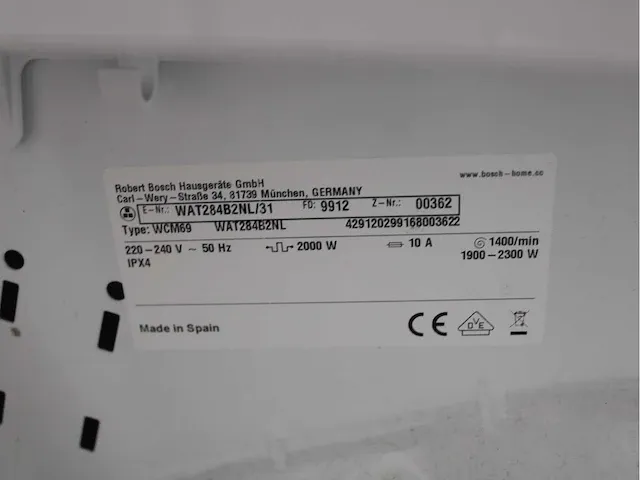 www.bosch-home.co
Robert Bosch Hausgeräte GmbH
Carl-Wery-Straße 34, 81739 München, GERMANY
E-Nr.: WAT284B2NL/31 FD: 9912 Z-Nr.: 00362
Type: WCM69 WAT284B2NL 429120299168003622
220-240 V ~ 50 Hz 2000 W 10 A 1400/min
IPX4 1900-2300 W
Made in Spain CE DVE